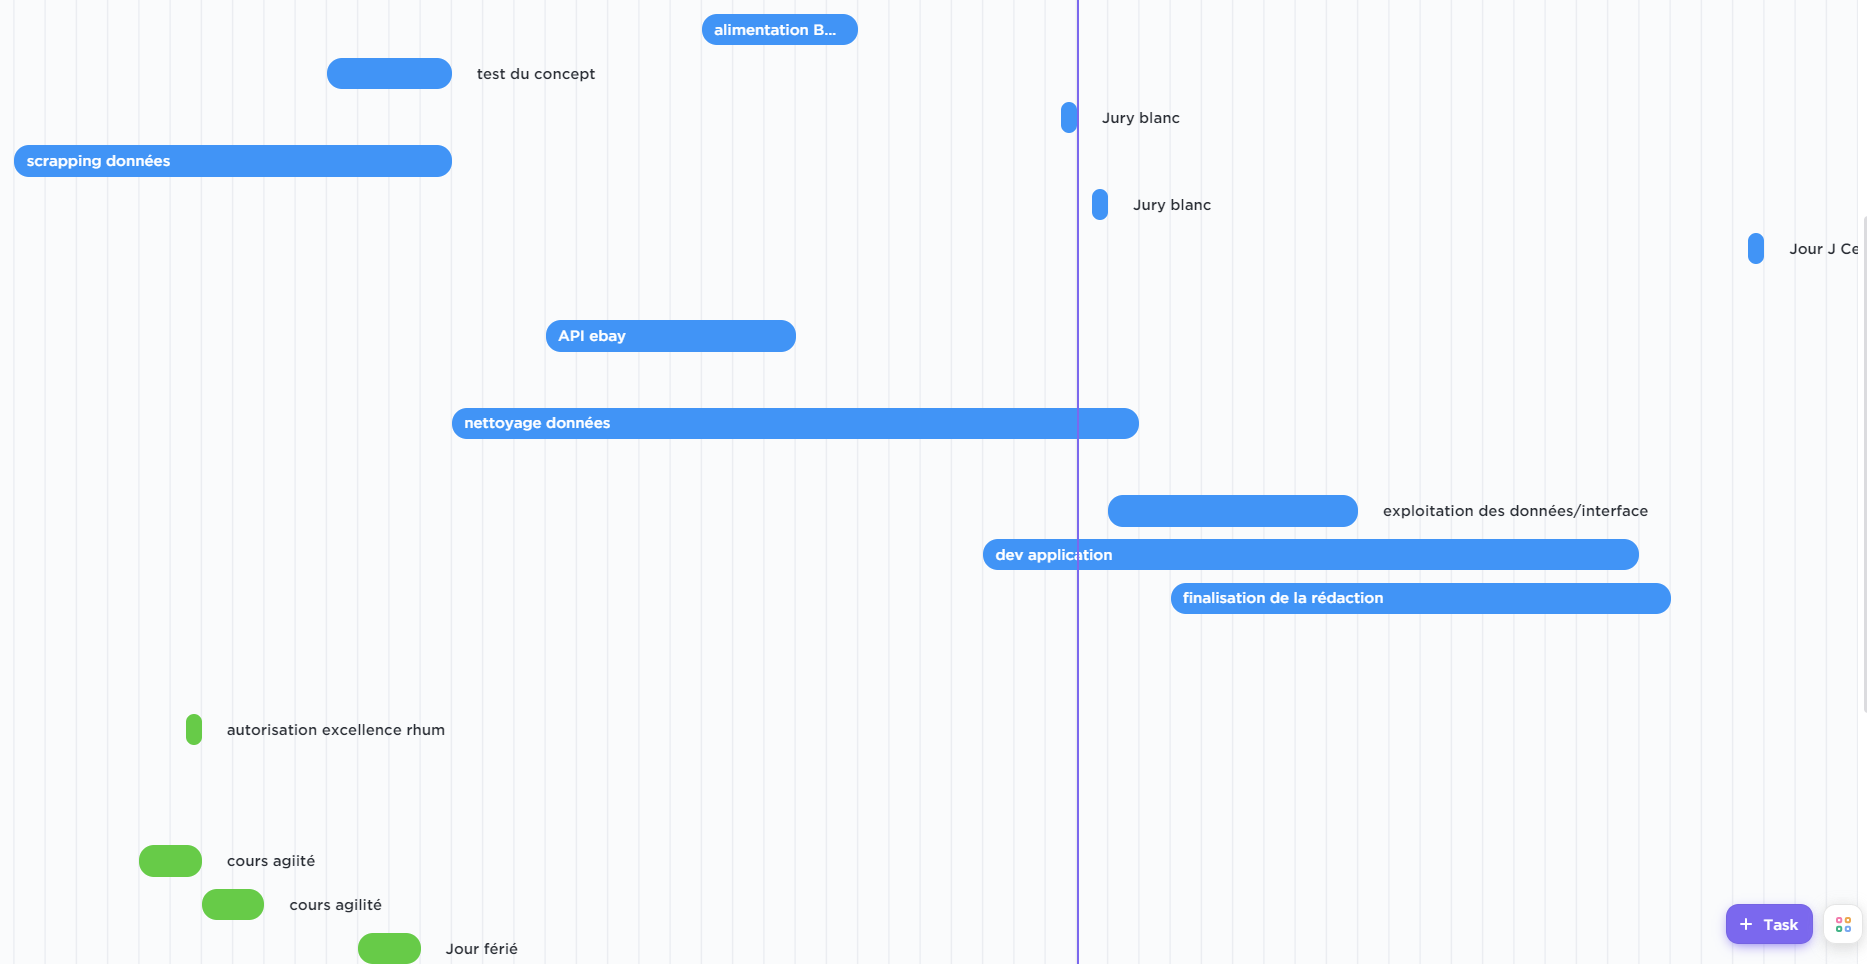 alimentation B...
test du concept
Jury blanc
scrapping données
Jury blanc
Jour J Ce
API ebay
nettoyage données
exploitation des données/interface
dev application
finalisation de la rédaction
autorisation excellence rhum
cours agiité
cours agilité
Task
Jour férié